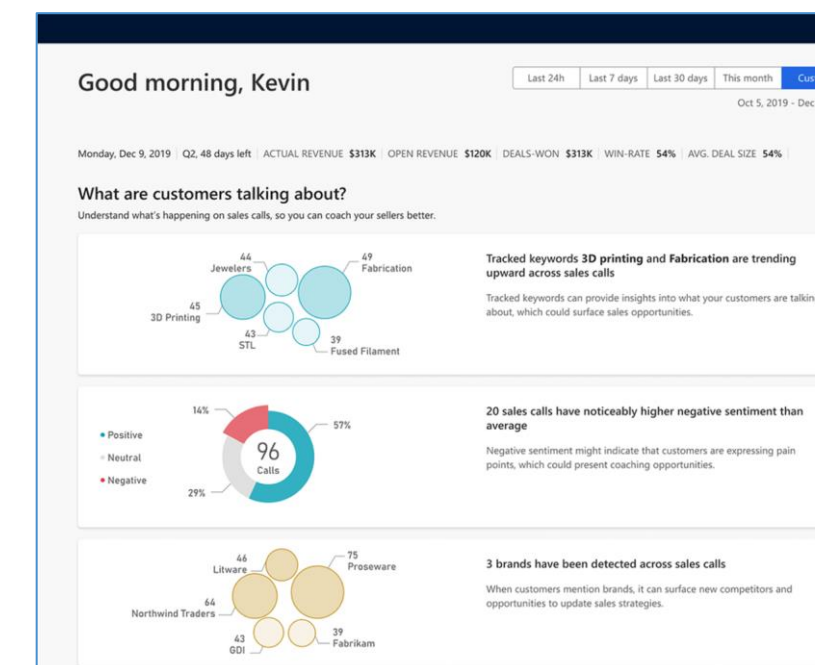 Good morning, Kevin
Last 24h Last 7 days Last 30 days This month Cus
Oct 5, 2019 - Dec
Monday, Dec 9, 2019 Q2, 48 days left ACTUAL REVENUE $313K OPEN REVENUE $120K DEALS-WON $313K WIN-RATE 54% AVG. DEAL SIZE 54%
What are customers talking about?
Understand what's happening on sales calls, so you can coach your sellers better.
44
Jewelers
49
Fabrication
45
3D Printing
43
STL
39
Fused Filament
Tracked keywords 3D printing and Fabrication are trending
upward across sales calls
Tracked keywords can provide insights into what your customers are talkin
about, which could surface sales opportunities.
Positive
Neutral
Negative
14%
57%
29%
96
Calls
20 sales calls have noticeably higher negative sentiment than
average
Negative sentiment might indicate that customers are expressing pain
points, which could present coaching opportunities.
46
Litware
75
Proseware
64
Northwind Traders
43
GDI
39
Fabrikam
3 brands have been detected across sales calls
When customers mention brands, it can surface new competitors and
opportunities to update sales strategies.